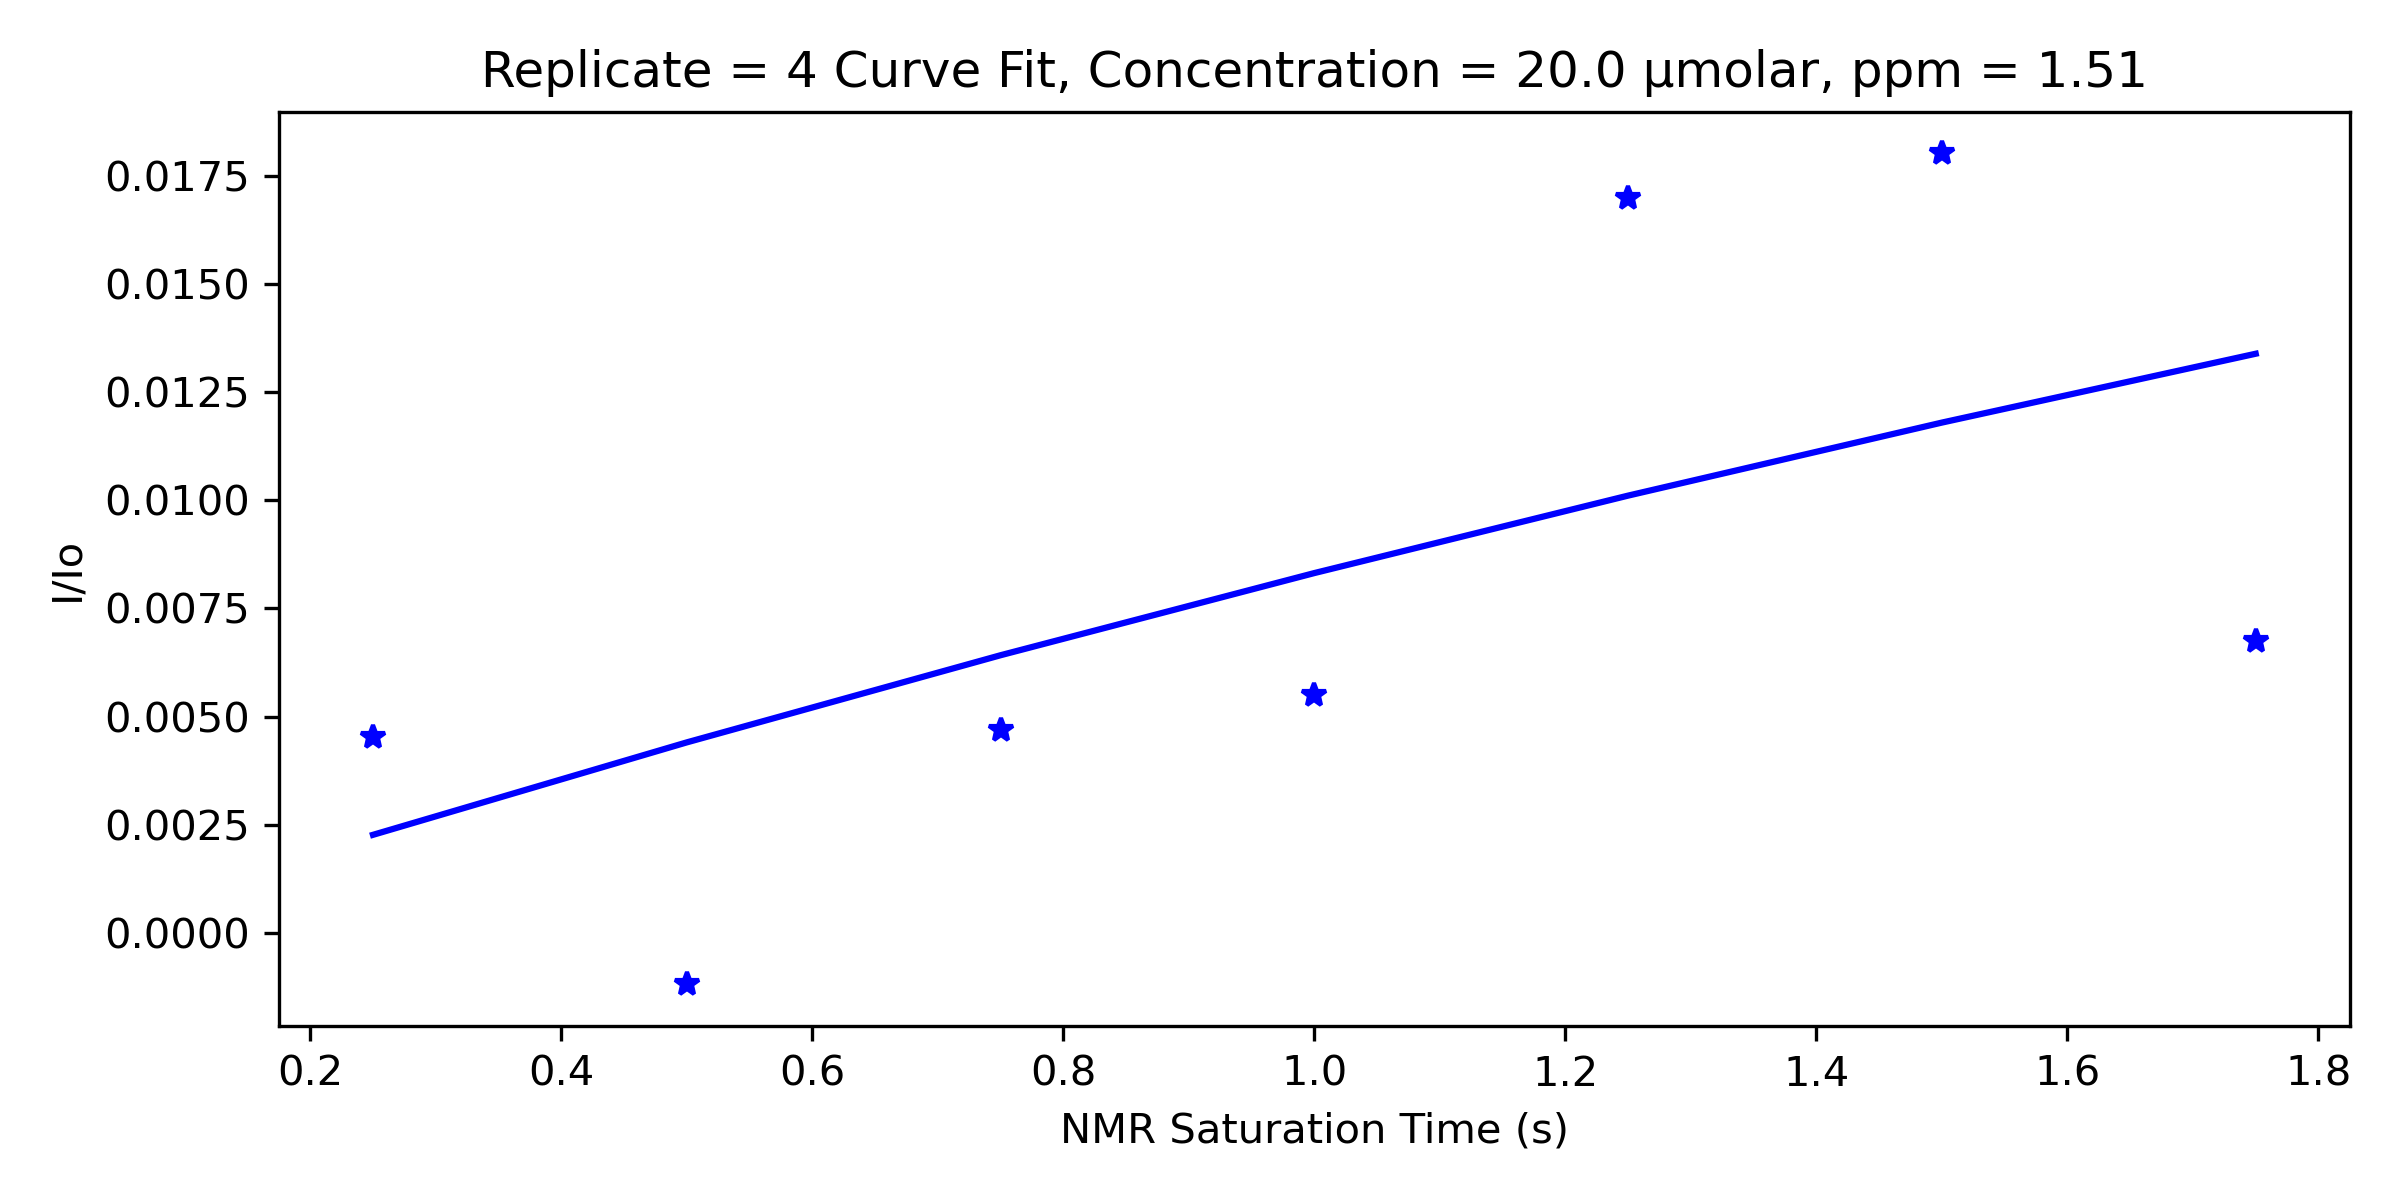 Replicate = 4 Curve Fit, Concentration = 20.0 µmolar, ppm = 1.51
0.0175
0.0150
0.0125
0.0100
0.0075
0.0050
0.0025
0.0000
I/Io
0.2 0.4 0.6 0.8 1.0 1.2 1.4 1.6 1.8
NMR Saturation Time (s)